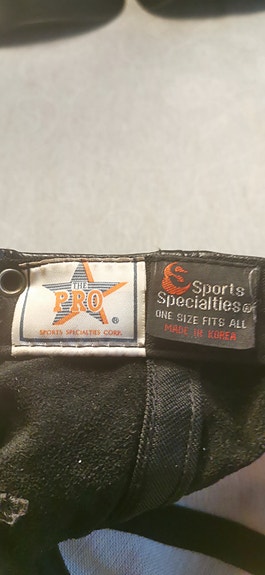 THE
PRO
®
SPORTS SPECIALTIES CORP.
Sports
Specialties®
ONE SIZE FITS ALL
MADE IN KOREA